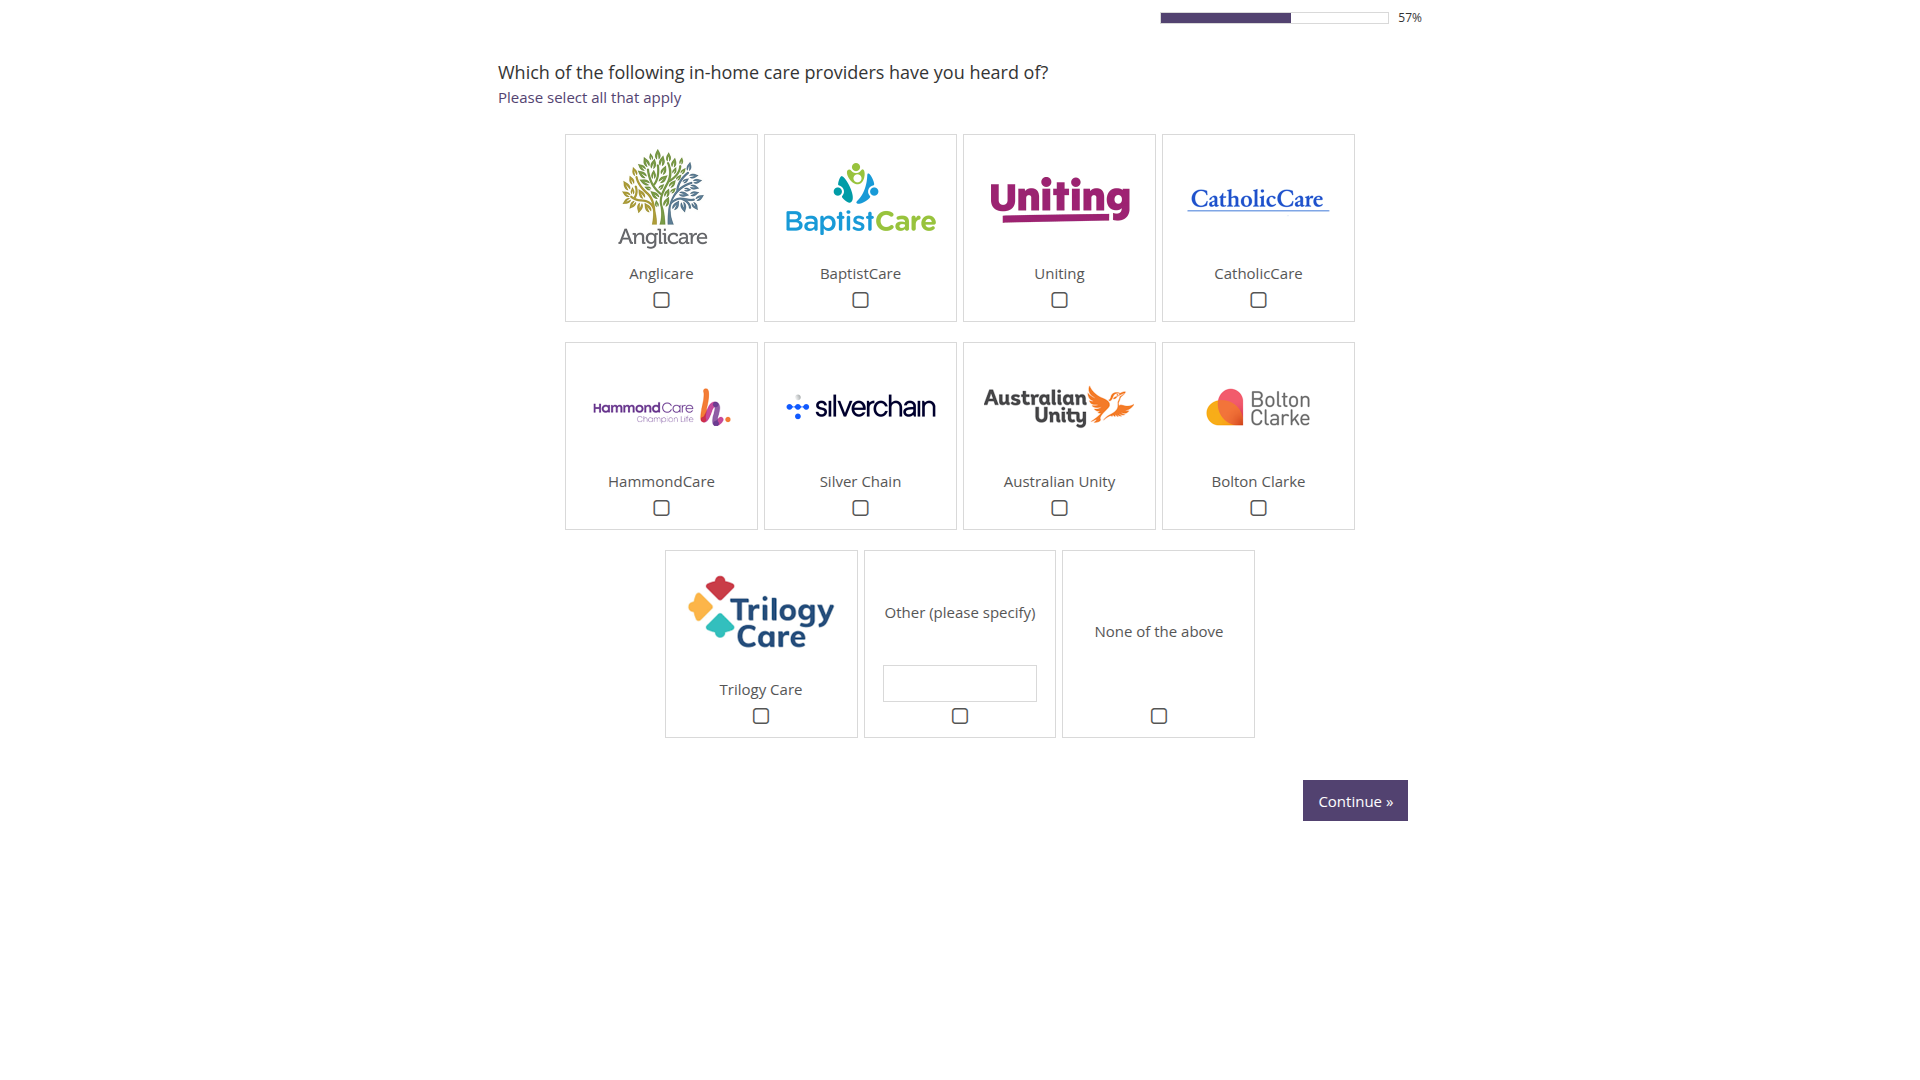 57%
Which of the following in-home care providers have you heard of?
Please select all that apply
Anglicare
BaptistCare
Uniting
CatholicCare
Anglicare
BaptistCare
Uniting
CatholicCare
HammondCare
Champion Life
h.
silverchain
Australian
Unity
Bolton
Clarke
HammondCare
Silver Chain
Australian Unity
Bolton Clarke
Trilogy
Care
Trilogy Care
Other (please specify)
None of the above
Continue »